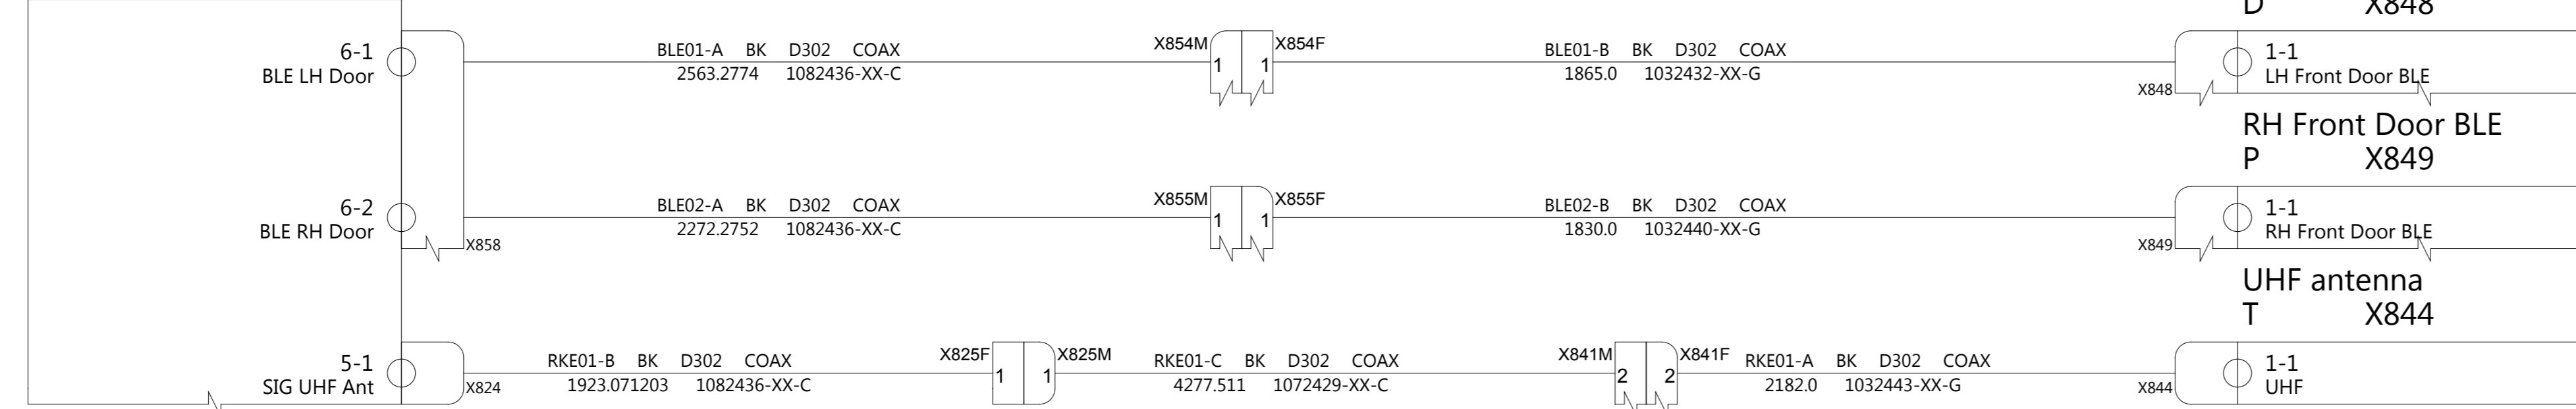 D X848
6-1
BLE LH Door
BLE01-A BK D302 COAX
2563.2774 1082436-XX-C
X854M
X854F
1 1
BLE01-B BK D302 COAX
1865.0 1032432-XX-G
X848
1-1
LH Front Door BLE
RH Front Door BLE
P X849
6-2
BLE RH Door
X858
BLE02-A BK D302 COAX
2272.2752 1082436-XX-C
X855M
X855F
1 1
BLE02-B BK D302 COAX
1830.0 1032440-XX-G
X849
1-1
RH Front Door BLE
UHF antenna
T X844
5-1
SIG UHF Ant
X824
RKE01-B BK D302 COAX
1923.071203 1082436-XX-C
X825F
X825M
1 1
RKE01-C BK D302 COAX
4277.511 1072429-XX-C
X841M
X841F
2 2
RKE01-A BK D302 COAX
2182.0 1032443-XX-G
X844
1-1
UHF